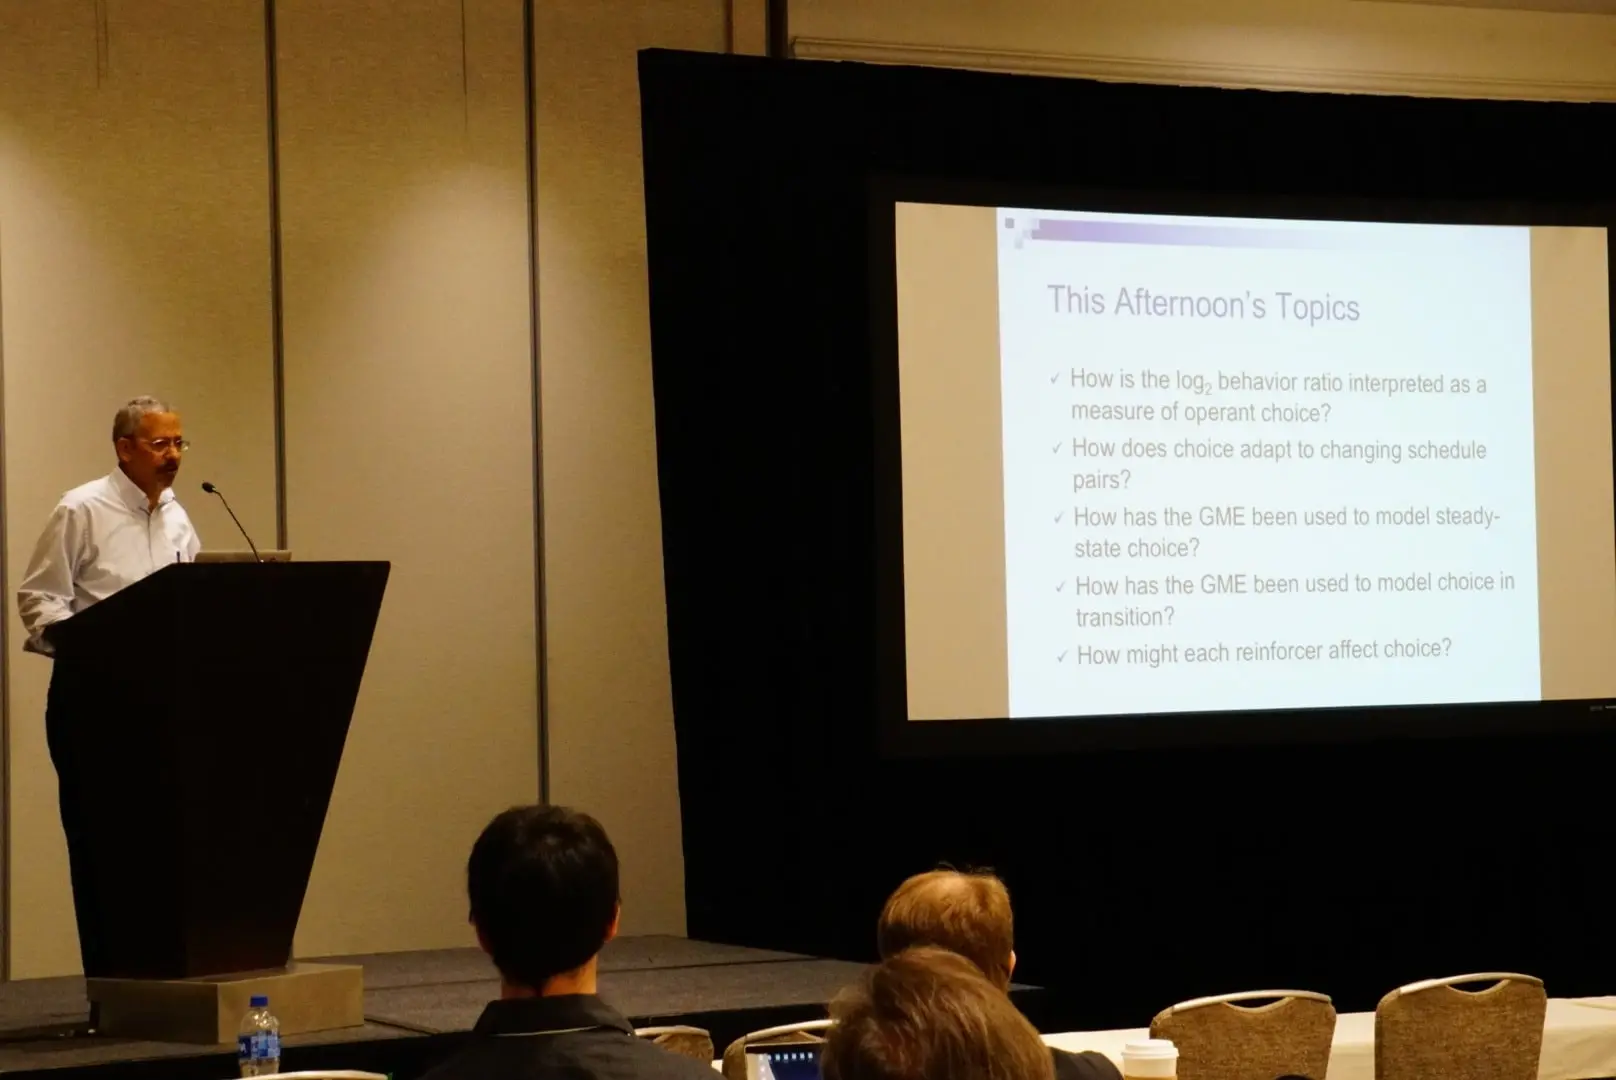 This Afternoon's Topics
✓ How is the log₂ behavior ratio interpreted as a
measure of operant choice?
✓ How does choice adapt to changing schedule
pairs?
✓ How has the GME been used to model steady-
state choice?
✓ How has the GME been used to model choice in
transition?
✓ How might each reinforcer affect choice?